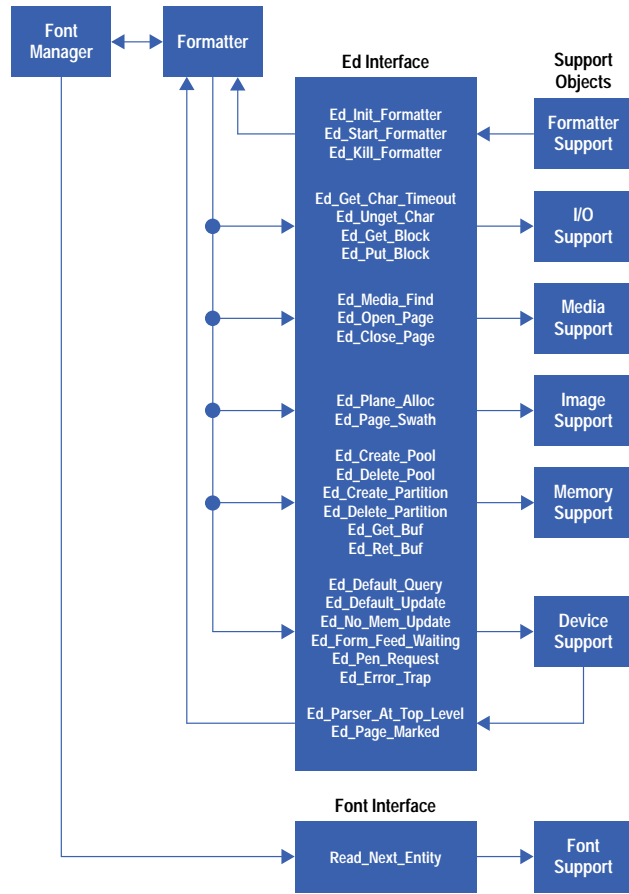 Font
Manager
Formatter
Ed Interface
Support
Objects
Ed_Init_Formatter
Ed_Start_Formatter
Ed_Kill_Formatter
Formatter
Support
Ed_Get_Char_Timeout
Ed_Unget_Char
Ed_Get_Block
Ed_Put_Block
I/O
Support
Ed_Media_Find
Ed_Open_Page
Ed_Close_Page
Media
Support
Ed_Plane_Alloc
Ed_Page_Swath
Image
Support
Ed_Create_Pool
Ed_Delete_Pool
Ed_Create_Partition
Ed_Delete_Partition
Ed_Get_Buf
Ed_Ret_Buf
Memory
Support
Ed_Default_Query
Ed_Default_Update
Ed_No_Mem_Update
Ed_Form_Feed_Waiting
Ed_Pen_Request
Ed_Error_Trap
Device
Support
Ed_Parser_At_Top_Level
Ed_Page_Marked
Font Interface
Read_Next_Entity
Font
Support